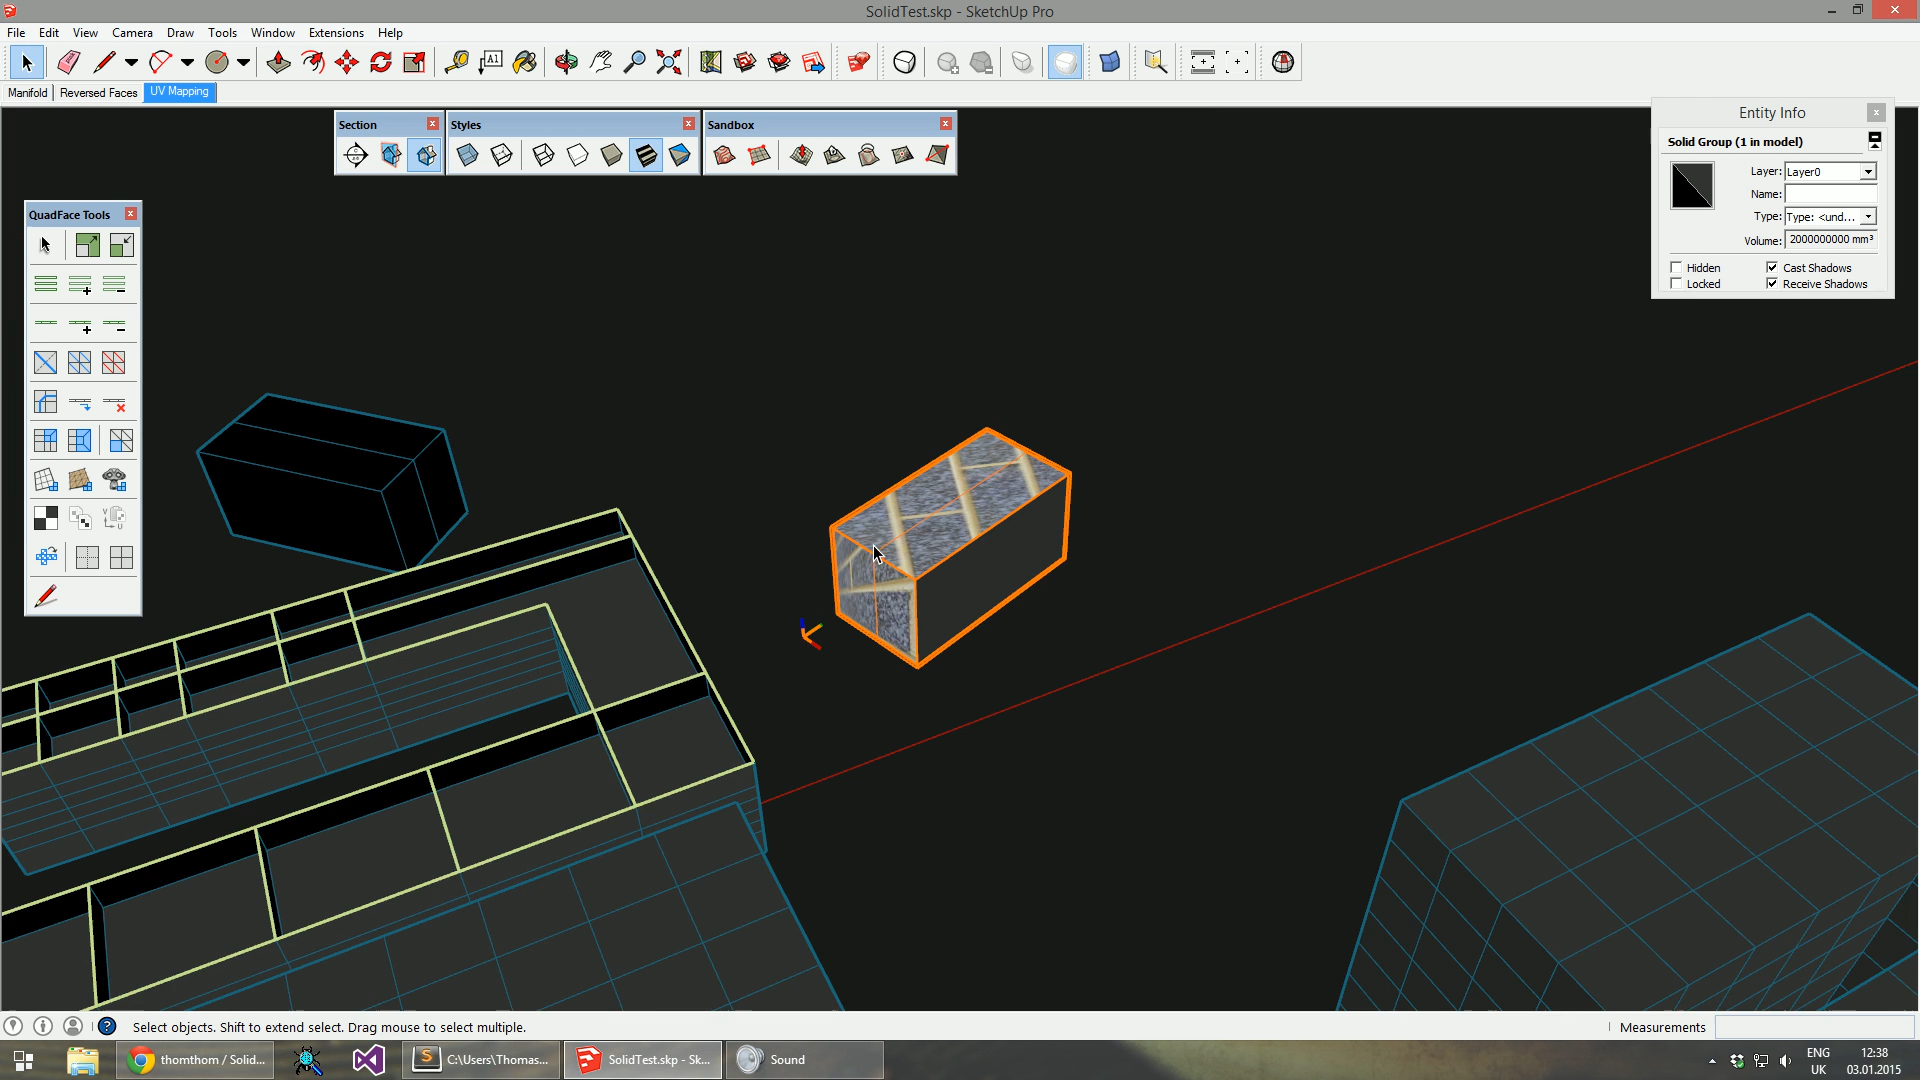 SolidTest.skp - SketchUp Pro
File Edit View Camera Draw Tools Window Extensions Help
A1
Manifold Reversed Faces UV Mapping
Section Styles Sandbox
Entity Info
Solid Group (1 in model)
Layer: Layer0
Name:
Type: Type: <und...
Volume: 2000000000 mm³
Hidden Cast Shadows
Locked Receive Shadows
QuadFace Tools
Select objects. Shift to extend select. Drag mouse to select multiple.
Measurements
thomthom / Solid...
C:\Users\Thomas...
SolidTest.skp - Sk...
Sound
ENG
UK
12:38
03.01.2015